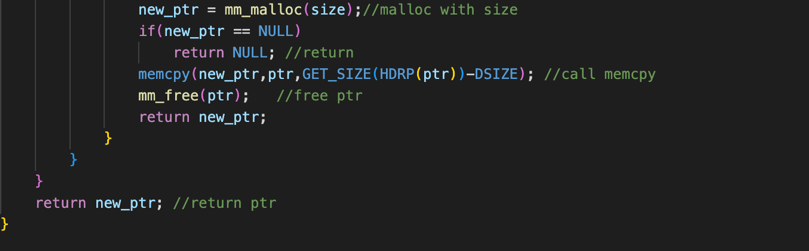 new_ptr = mm_malloc(size);//malloc with size
if(new_ptr == NULL)
return NULL; //return
memcpy(new_ptr,ptr,GET_SIZE(HDRP(ptr))-DSIZE); //call memcpy
mm_free(ptr);   //free ptr
return new_ptr;
}
}
}
return new_ptr; //return ptr
}